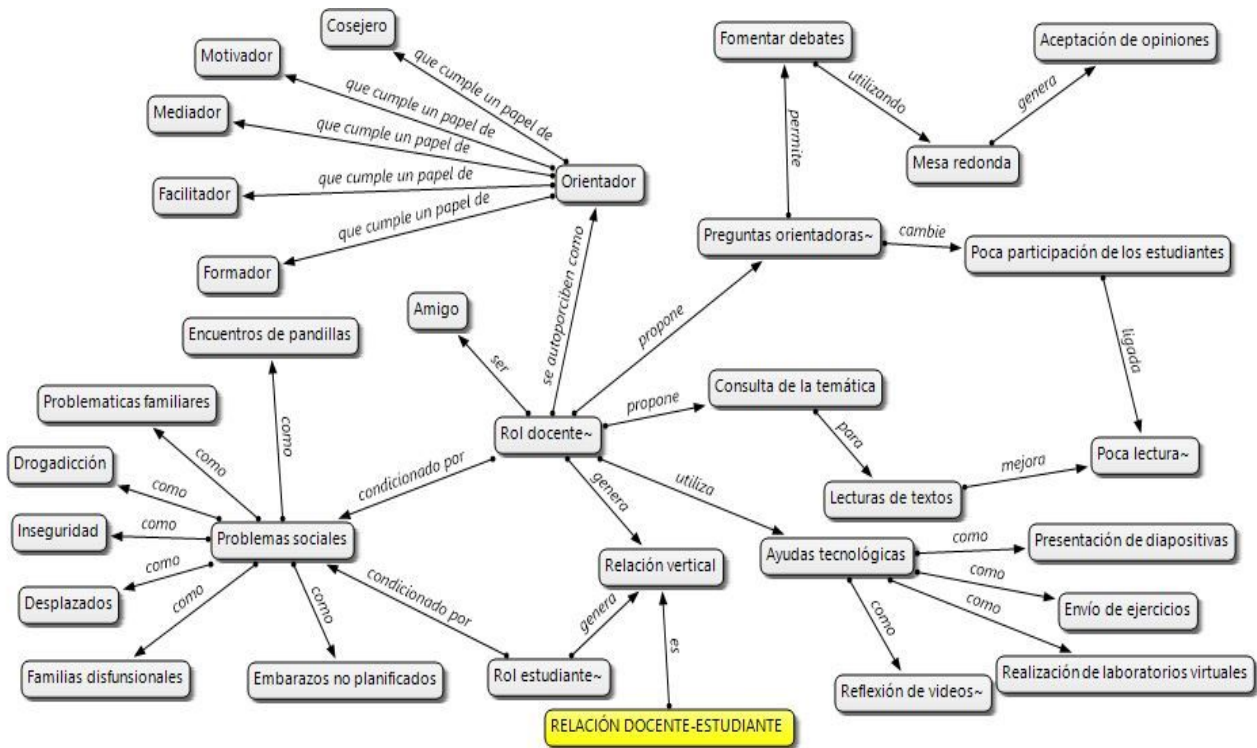 Cosejero
Motivador
Mediador
Facilitador
Formador
que cumple un papel de
que cumple un papel de
que cumple un papel de
que cumple un papel de
que cumple un papel de
Orientador
Fomentar debates
Aceptación de opiniones
utilizando
genera
Mesa redonda
permite
Preguntas orientadoras~
cambie
Poca participación de los estudiantes
ligada
se autoporciben como
propone
Amigo
ser
Encuentros de pandillas
Problematicas familiares
Drogadicción
Inseguridad
Desplazados
Familias disfunsionales
Embarazos no planificados
como
como
como
como
como
como
como
Problemas sociales
condicionado por
Rol docente~
propone
Consulta de la temática
para
Lecturas de textos
mejora
Poca lectura~
genera
utiliza
Relación vertical
Ayudas tecnológicas
como
Presentación de diapositivas
como
Envío de ejercicios
como
Realización de laboratorios virtuales
como
Reflexión de videos~
condicionado por
genera
es
Rol estudiante~
RELACIÓN DOCENTE-ESTUDIANTE